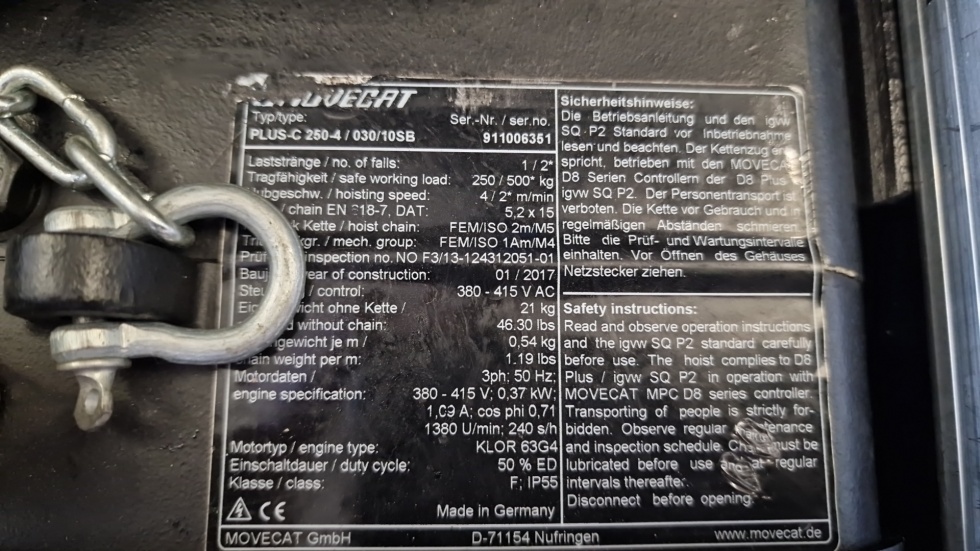 MOVECAT
Typ/type: Ser.-Nr. / ser.no.
PLUS-C 250-4 / 030/10SB 911006351
Laststränge / no. of falls: 1 / 2*
Tragfähigkeit / safe working load: 250 / 500* kg
Hubgeschw. / hoisting speed: 4 / 2* m/min
/ chain EN 818-7, DAT: 5,2 x 15
Kette / hoist chain: FEM/ISO 2m/M5
/ mech. group: FEM/ISO 1Am/M4
inspection no. NO F3/13-124312051-01
year of construction: 01 / 2017
/ control: 380 - 415 V AC
ohne Kette / 21 kg
without chain: 46.30 lbs
je m / 0,54 kg
chain weight per m: 1.19 lbs
Motordaten / 3ph; 50 Hz;
engine specification: 380 - 415 V; 0,37 kW;
1,09 A; cos phi 0,71
1380 U/min; 240 s/h
Motortyp / engine type: KLOR 63G4
Einschaltdauer / duty cycle: 50 % ED
Klasse / class: F; IP55
CE Made in Germany
Sicherheitshinweise:
Die Betriebsanleitung und den igvw
SQ P2 Standard vor Inbetriebnahme
lesen und beachten. Der Kettenzug
spricht, betrieben mit den MOVECAT
D8 Serien Controllern der D8 Plus
igvw SQ P2. Der Personentransport ist
verboten. Die Kette vor Gebrauch und in
regelmäßigen Abständen schmieren.
Bitte die Prüf- und Wartungsintervalle
einhalten. Vor Öffnen des Gehäuses
Netzstecker ziehen.
Safety instructions:
Read and observe operation instructions
and the igvw SQ P2 standard carefully
before use. The hoist complies to D8
Plus / igvw SQ P2 in operation with
MOVECAT MPC D8 series controller.
Transporting of people is strictly for-
bidden. Observe regular
and inspection schedule. must be
lubricated before use regular
intervals thereafter.
Disconnect before opening.
MOVECAT GmbH D-71154 Nufringen www.movecat.de